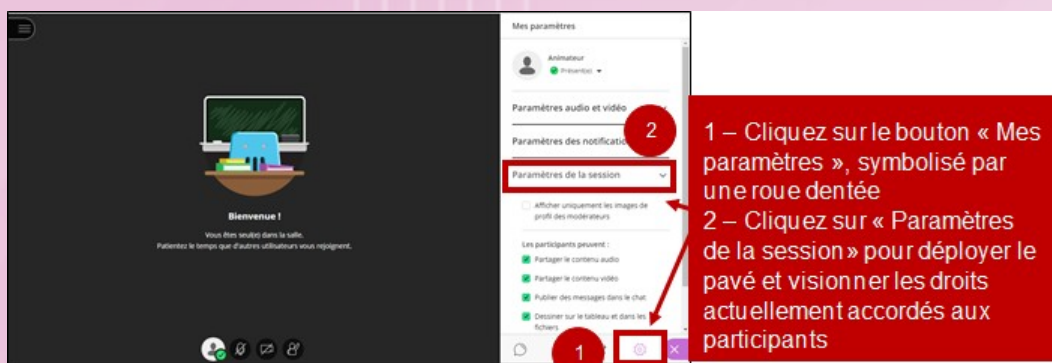 Mes paramètres
Animateur
Présent(e)
Paramètres audio et vidéo
2
Paramètres des notification
Paramètres de la session
Afficher uniquement les images de
profil des modérateurs
Les participants peuvent :
Partager le contenu audio
Partager le contenu vidéo
Publier des messages dans le chat
Dessiner sur le tableau et dans les
fichiers
1
Bienvenue !
Vous êtes seul(e) dans la salle.
Patientez le temps que d'autres utilisateurs vous rejoignent.
1 – Cliquez sur le bouton « Mes
paramètres », symbolisé par
une roue dentée
2 – Cliquez sur « Paramètres
de la session » pour déployer le
pavé et visionner les droits
actuellement accordés aux
participants